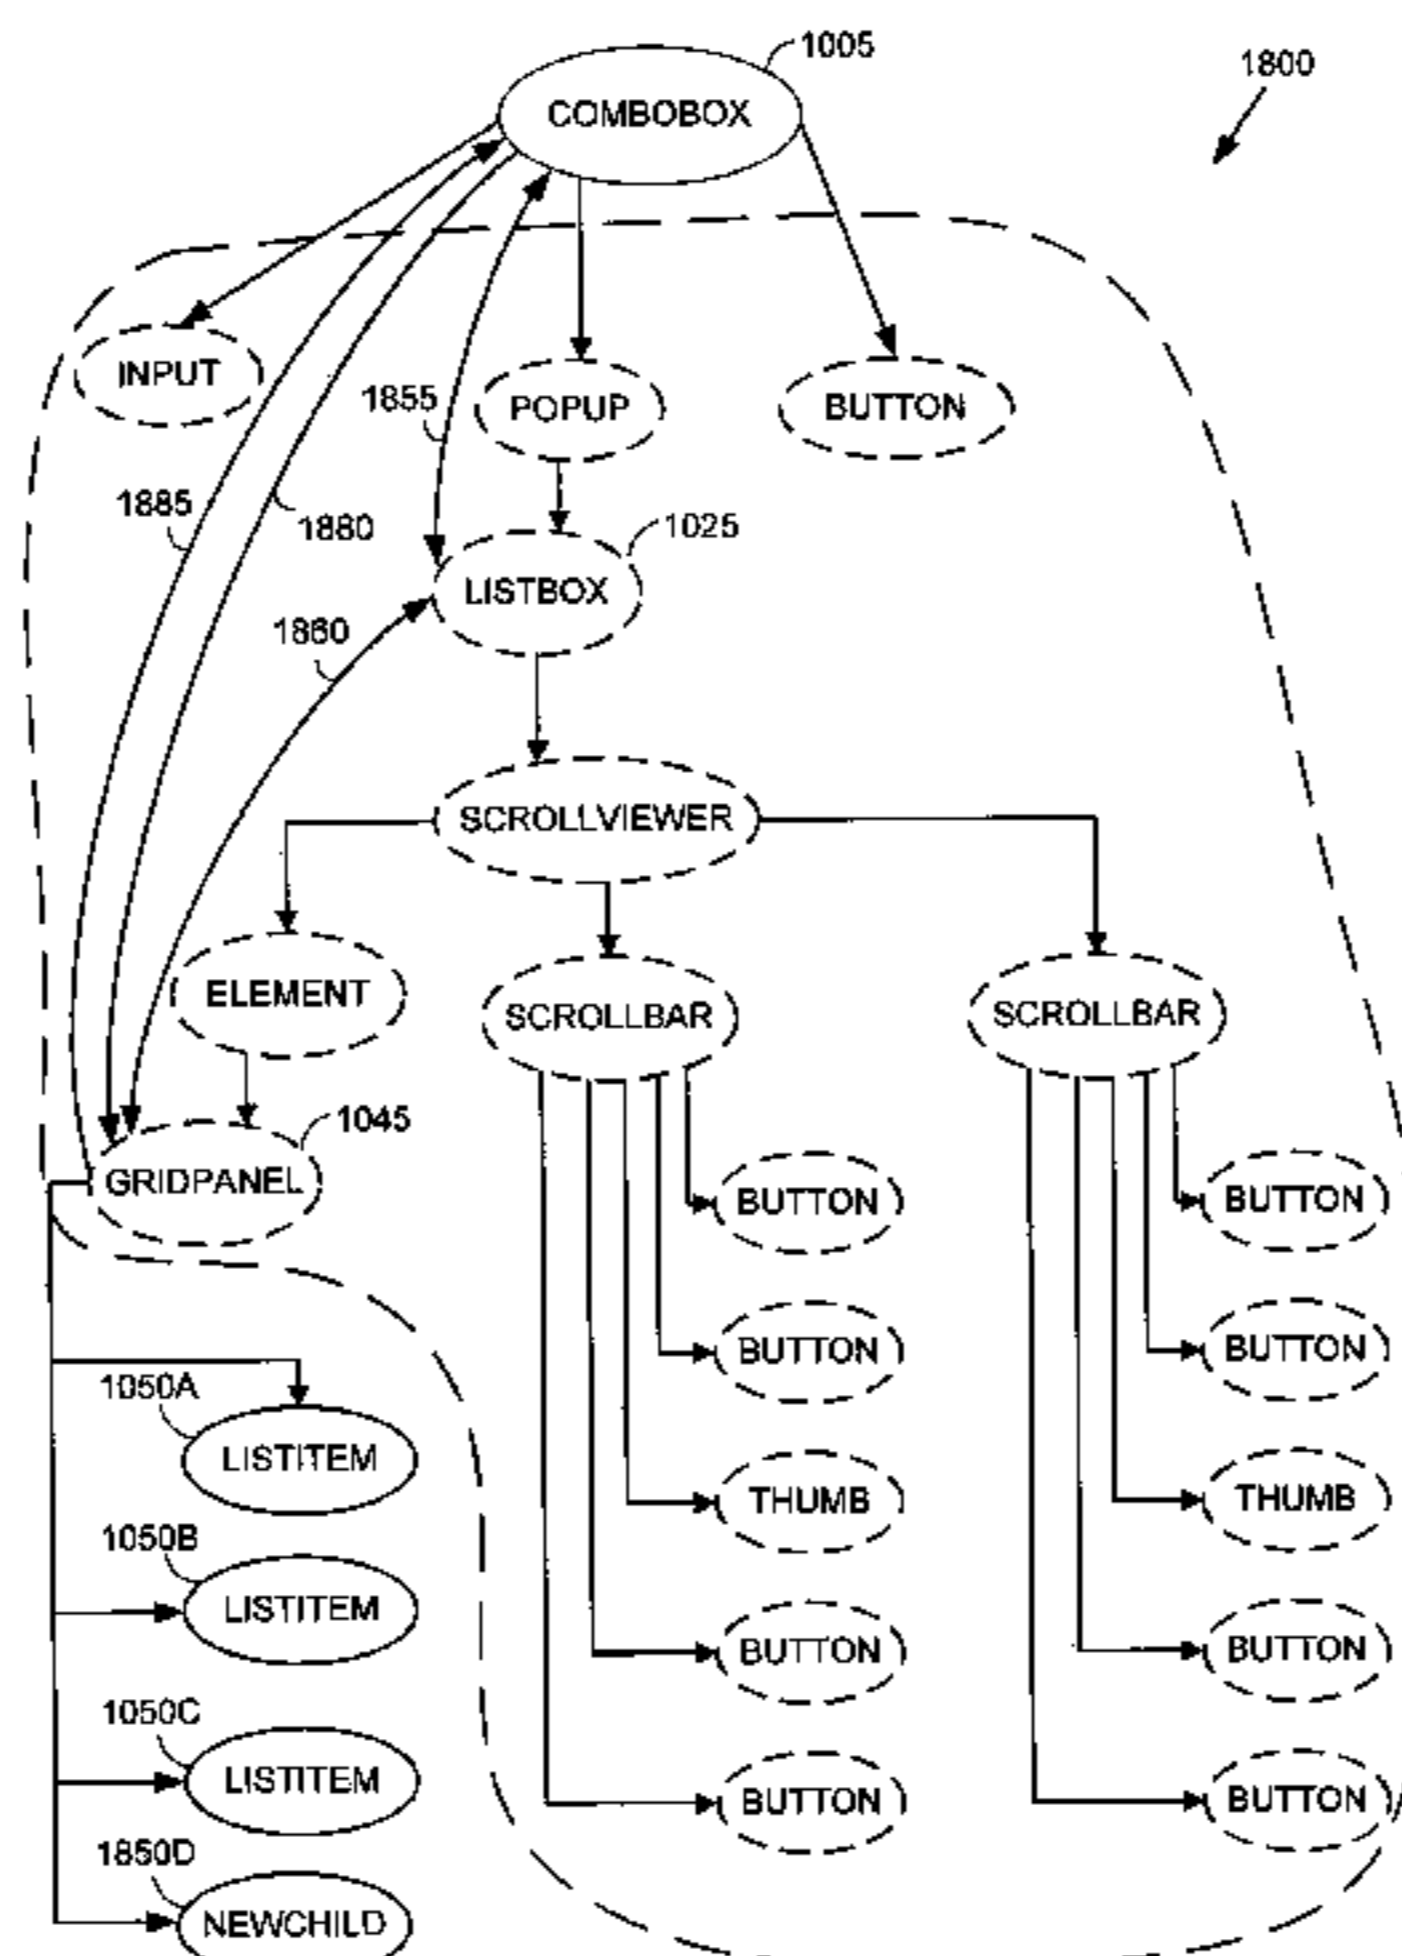 1005
1800
COMBOBOX
INPUT
1855
POPUP
BUTTON
1885
1880
1025
LISTBOX
1860
SCROLLVIEWER
ELEMENT
SCROLLBAR
SCROLLBAR
1045
GRIDPANEL
BUTTON
BUTTON
BUTTON
BUTTON
1050A
LISTITEM
THUMB
THUMB
1050B
LISTITEM
BUTTON
BUTTON
1050C
LISTITEM
BUTTON
BUTTON
1850D
NEWCHILD